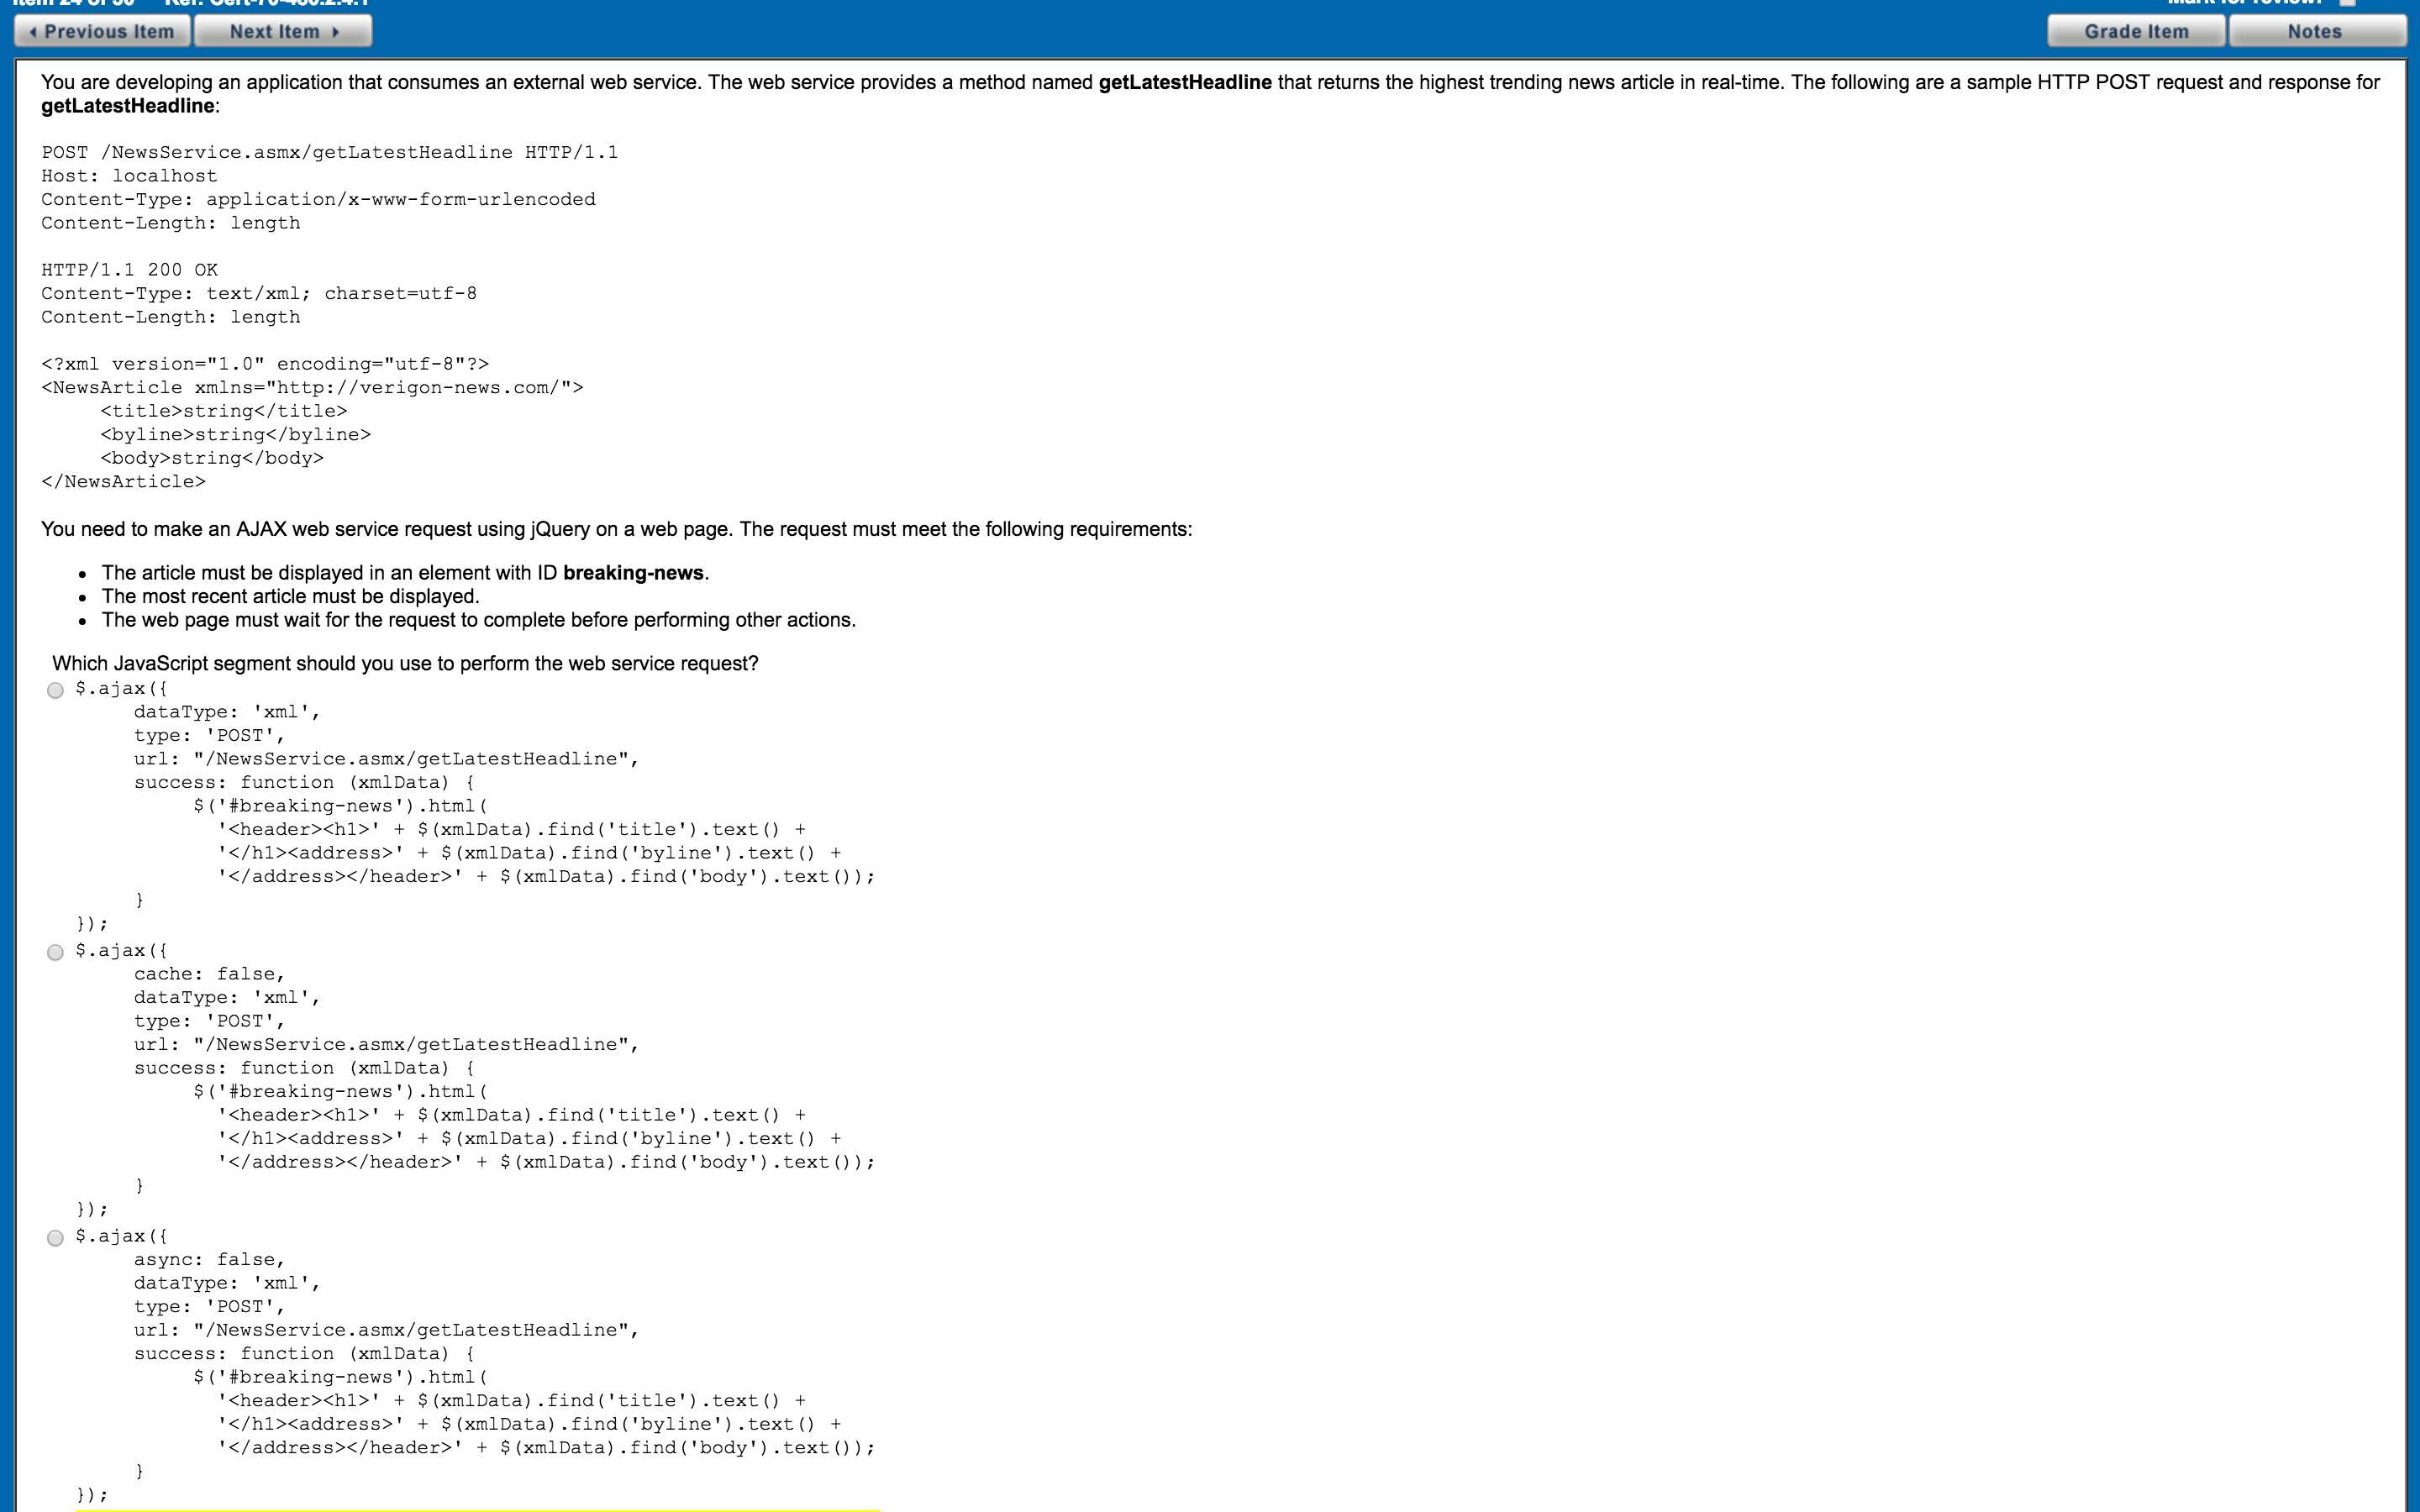 Item 24 of 50 Ref: Cert-70-480.2.4.1
Mark for review?
Previous Item Next Item Grade Item Notes
You are developing an application that consumes an external web service. The web service provides a method named getLatestHeadline that returns the highest trending news article in real-time. The following are a sample HTTP POST request and response for
getLatestHeadline:
POST /NewsService.asmx/getLatestHeadline HTTP/1.1
Host: localhost
Content-Type: application/x-www-form-urlencoded
Content-Length: length
HTTP/1.1 200 OK
Content-Type: text/xml; charset=utf-8
Content-Length: length
<?xml version="1.0" encoding="utf-8"?>
<NewsArticle xmlns="http://verigon-news.com/">
<title>string</title>
<byline>string</byline>
<body>string</body>
</NewsArticle>
You need to make an AJAX web service request using jQuery on a web page. The request must meet the following requirements:
• The article must be displayed in an element with ID breaking-news.
• The most recent article must be displayed.
• The web page must wait for the request to complete before performing other actions.
Which JavaScript segment should you use to perform the web service request?
$.ajax({
dataType: 'xml',
type: 'POST',
url: "/NewsService.asmx/getLatestHeadline",
success: function (xmlData) {
$('#breaking-news').html(
'<header><h1>' + $(xmlData).find('title').text() +
'</h1><address>' + $(xmlData).find('byline').text() +
'</address></header>' + $(xmlData).find('body').text());
}
});
$.ajax({
cache: false,
dataType: 'xml',
type: 'POST',
url: "/NewsService.asmx/getLatestHeadline",
success: function (xmlData) {
$('#breaking-news').html(
'<header><h1>' + $(xmlData).find('title').text() +
'</h1><address>' + $(xmlData).find('byline').text() +
'</address></header>' + $(xmlData).find('body').text());
}
});
$.ajax({
async: false,
dataType: 'xml',
type: 'POST',
url: "/NewsService.asmx/getLatestHeadline",
success: function (xmlData) {
$('#breaking-news').html(
'<header><h1>' + $(xmlData).find('title').text() +
'</h1><address>' + $(xmlData).find('byline').text() +
'</address></header>' + $(xmlData).find('body').text());
}
});